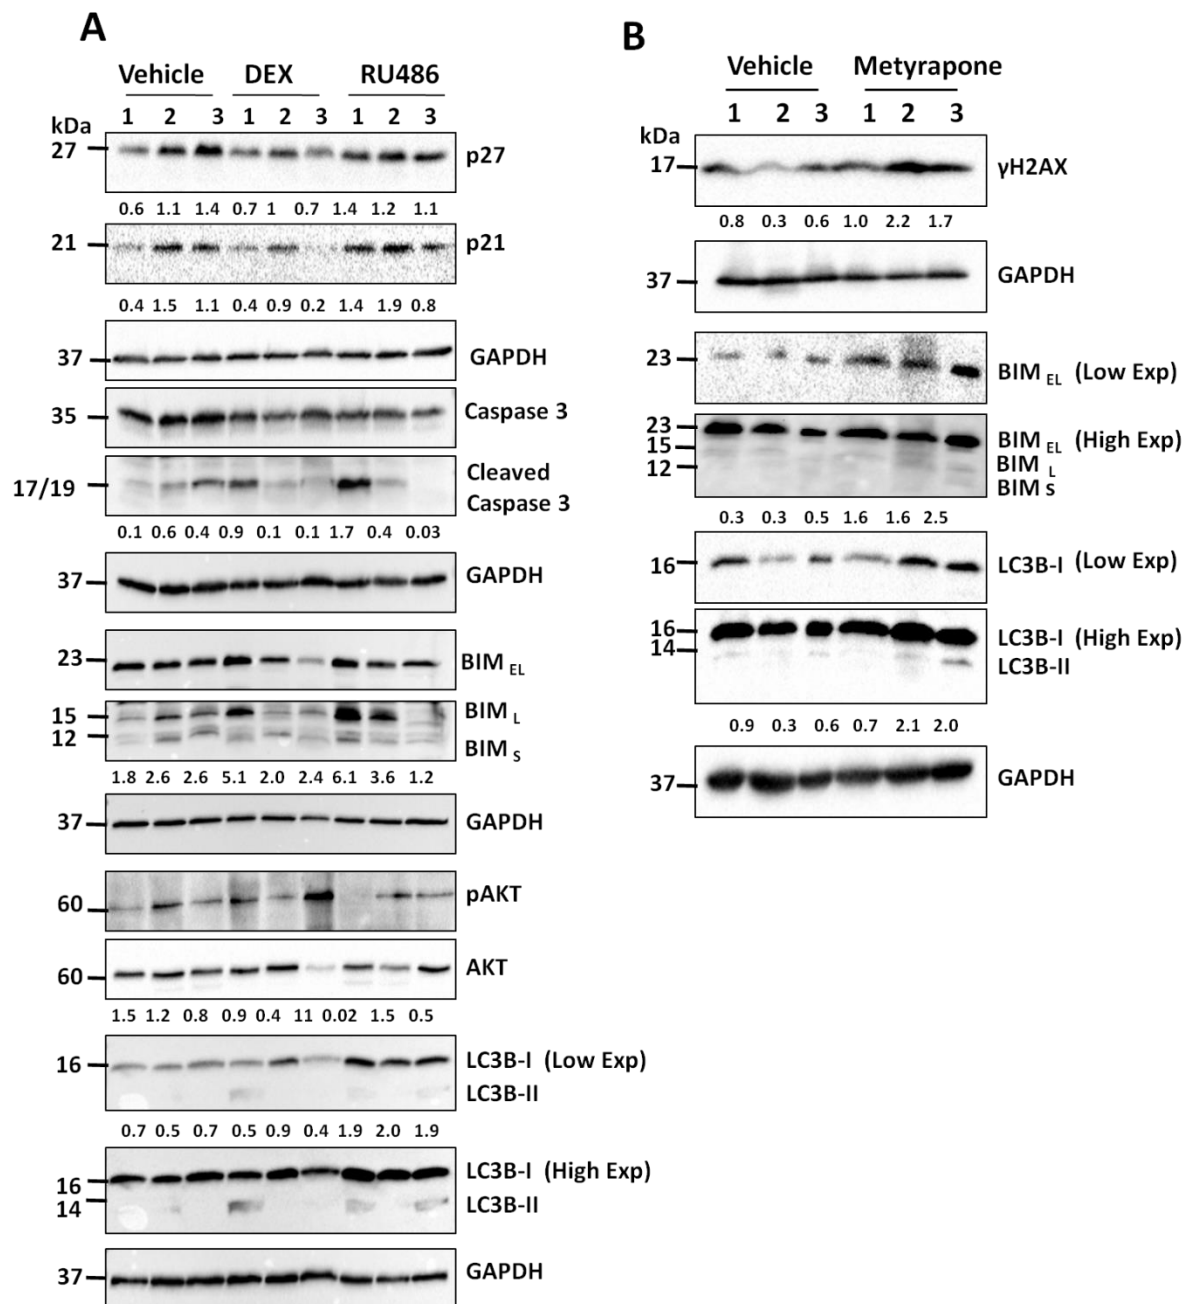 A
Vehicle DEX RU486
1 2 3 1 2 3 1 2 3
kDa
27 p27
0.6 1.1 1.4 0.7 1 0.7 1.4 1.2 1.1
21 p21
0.4 1.5 1.1 0.4 0.9 0.2 1.4 1.9 0.8
37 GAPDH
35 Caspase 3
17/19 Cleaved
Caspase 3
0.1 0.6 0.4 0.9 0.1 0.1 1.7 0.4 0.03
37 GAPDH
23 BIM EL
15 BIM L
12 BIM S
1.8 2.6 2.6 5.1 2.0 2.4 6.1 3.6 1.2
37 GAPDH
60 pAKT
60 AKT
1.5 1.2 0.8 0.9 0.4 11 0.02 1.5 0.5
16 LC3B-I (Low Exp)
LC3B-II
0.7 0.5 0.7 0.5 0.9 0.4 1.9 2.0 1.9
16 LC3B-I (High Exp)
14 LC3B-II
37 GAPDH
B
Vehicle Metyrapone
1 2 3 1 2 3
kDa
17 γH2AX
0.8 0.3 0.6 1.0 2.2 1.7
37 GAPDH
23 BIM EL (Low Exp)
23 BIM EL (High Exp)
15 BIM L
12 BIM S
0.3 0.3 0.5 1.6 1.6 2.5
16 LC3B-I (Low Exp)
16 LC3B-I (High Exp)
14 LC3B-II
0.9 0.3 0.6 0.7 2.1 2.0
37 GAPDH